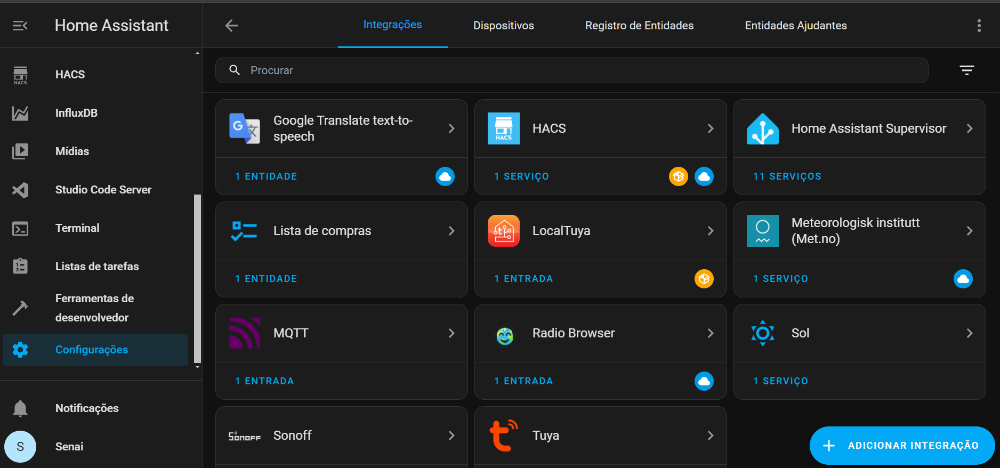 Home Assistant
Integrações
Dispositivos
Registro de Entidades
Entidades Ajudantes
HACS
HACS
InfluxDB
Mídias
Studio Code Server
Terminal
Listas de tarefas
Ferramentas de
desenvolvedor
Configurações
Notificações
S
Senai
Procurar
G
文
Google Translate text-to-
speech
1 ENTIDADE
HACS
HACS
1 SERVIÇO
Home Assistant Supervisor
11 SERVIÇOS
Lista de compras
1 ENTIDADE
t
LocalTuya
1 ENTRADA
Meteorologisk institutt
(Met.no)
1 SERVIÇO
MQTT
1 ENTRADA
Radio Browser
1 ENTRADA
Sol
1 SERVIÇO
SONOFF
Sonoff
t
Tuya
ADICIONAR INTEGRAÇÃO